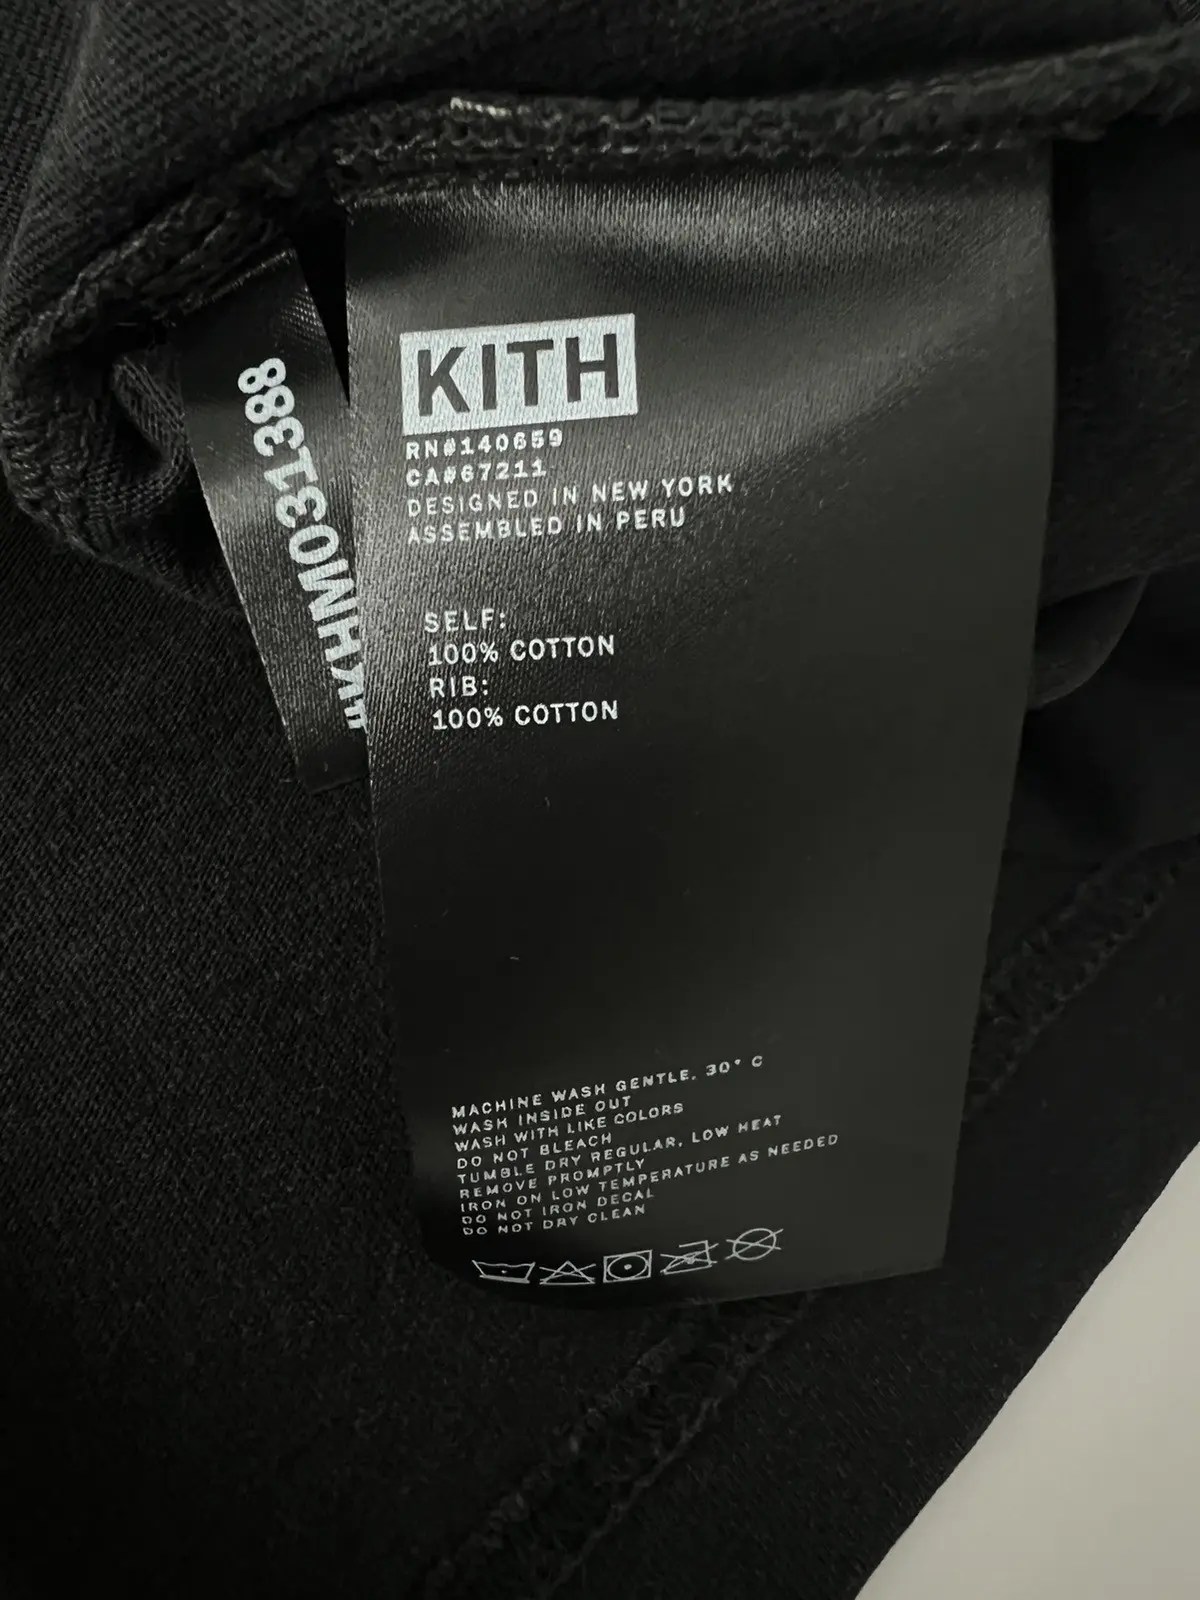 KITH
RN#140659
CA#67211
DESIGNED IN NEW YORK
ASSEMBLED IN PERU
SELF:
100% COTTON
RIB:
100% COTTON
MACHINE WASH GENTLE, 30° C
WASH INSIDE OUT
WASH WITH LIKE COLORS
DO NOT BLEACH
TUMBLE DRY REGULAR, LOW HEAT
REMOVE PROMPTLY
IRON ON LOW TEMPERATURE AS NEEDED
DO NOT IRON DECAL
DO NOT DRY CLEAN
KHM031388